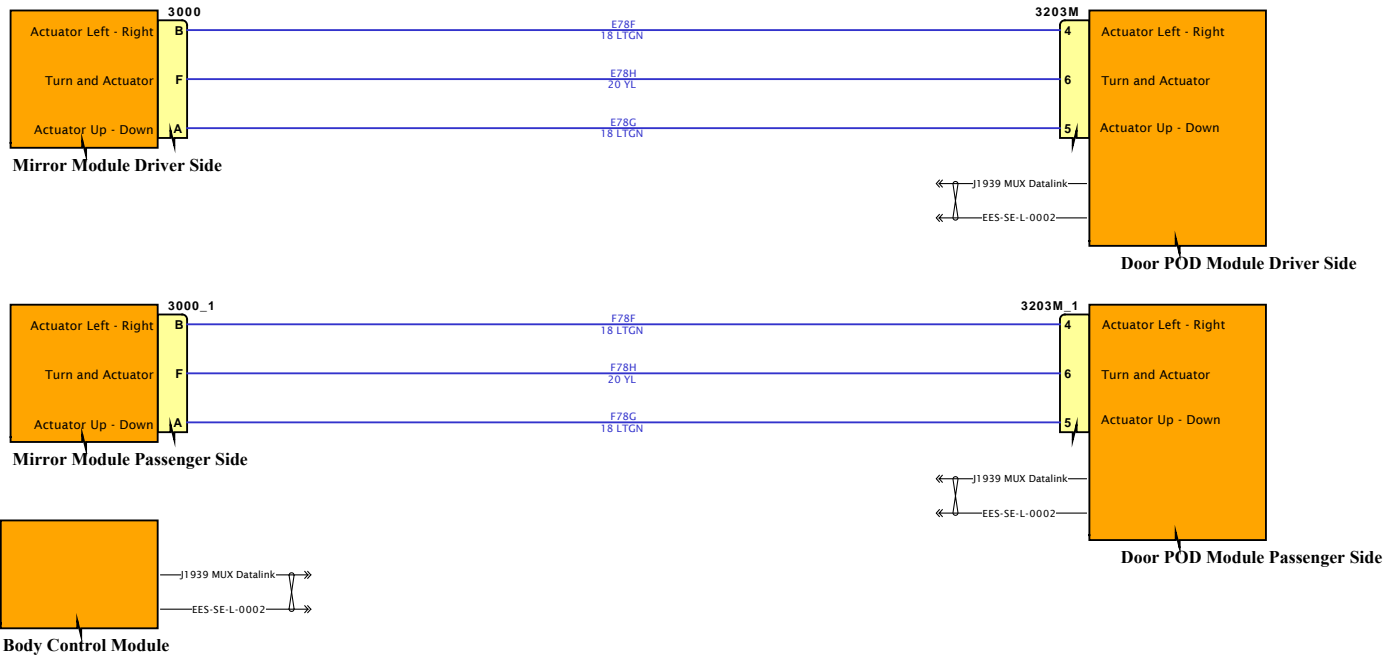 3000
3203M
Actuator Left - Right
B
E78F
18 LTGN
4
Actuator Left - Right
Turn and Actuator
F
E78H
20 YL
6
Turn and Actuator
Actuator Up - Down
A
E78G
18 LTGN
5
Actuator Up - Down
Mirror Module Driver Side
J1939 MUX Datalink
EES-SE-L-0002
Door POD Module Driver Side
3000_1
3203M_1
Actuator Left - Right
B
F78F
18 LTGN
4
Actuator Left - Right
Turn and Actuator
F
F78H
20 YL
6
Turn and Actuator
Actuator Up - Down
A
F78G
18 LTGN
5
Actuator Up - Down
Mirror Module Passenger Side
J1939 MUX Datalink
EES-SE-L-0002
Door POD Module Passenger Side
J1939 MUX Datalink
EES-SE-L-0002
Body Control Module